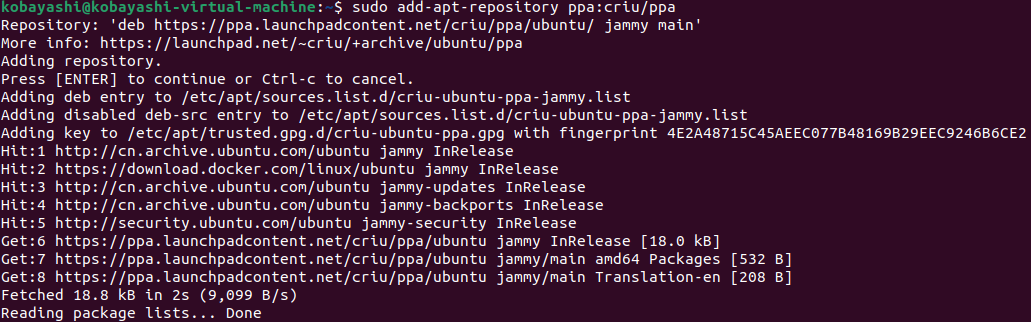 kobayashi@kobayashi-virtual-machine:~$ sudo add-apt-repository ppa:criu/ppa
Repository: 'deb https://ppa.launchpadcontent.net/criu/ppa/ubuntu/ jammy main'
More info: https://launchpad.net/~criu/+archive/ubuntu/ppa
Adding repository.
Press [ENTER] to continue or Ctrl-c to cancel.
Adding deb entry to /etc/apt/sources.list.d/criu-ubuntu-ppa-jammy.list
Adding disabled deb-src entry to /etc/apt/sources.list.d/criu-ubuntu-ppa-jammy.list
Adding key to /etc/apt/trusted.gpg.d/criu-ubuntu-ppa.gpg with fingerprint 4E2A48715C45AEEC077B48169B29EEC9246B6CE2
Hit:1 http://cn.archive.ubuntu.com/ubuntu jammy InRelease
Hit:2 https://download.docker.com/linux/ubuntu jammy InRelease
Hit:3 http://cn.archive.ubuntu.com/ubuntu jammy-updates InRelease
Hit:4 http://cn.archive.ubuntu.com/ubuntu jammy-backports InRelease
Hit:5 http://security.ubuntu.com/ubuntu jammy-security InRelease
Get:6 https://ppa.launchpadcontent.net/criu/ppa/ubuntu jammy InRelease [18.0 kB]
Get:7 https://ppa.launchpadcontent.net/criu/ppa/ubuntu jammy/main amd64 Packages [532 B]
Get:8 https://ppa.launchpadcontent.net/criu/ppa/ubuntu jammy/main Translation-en [208 B]
Fetched 18.8 kB in 2s (9,099 B/s)
Reading package lists... Done